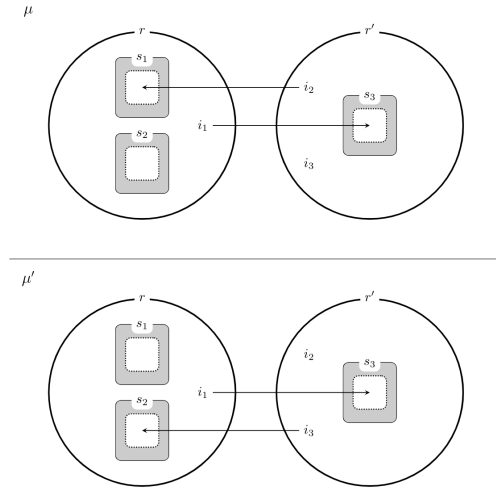 μ
r r′
s₁
i₂
s₃
i₁
s₂
i₃
μ′
r r′
s₁
i₂
s₃
i₁
s₂
i₃